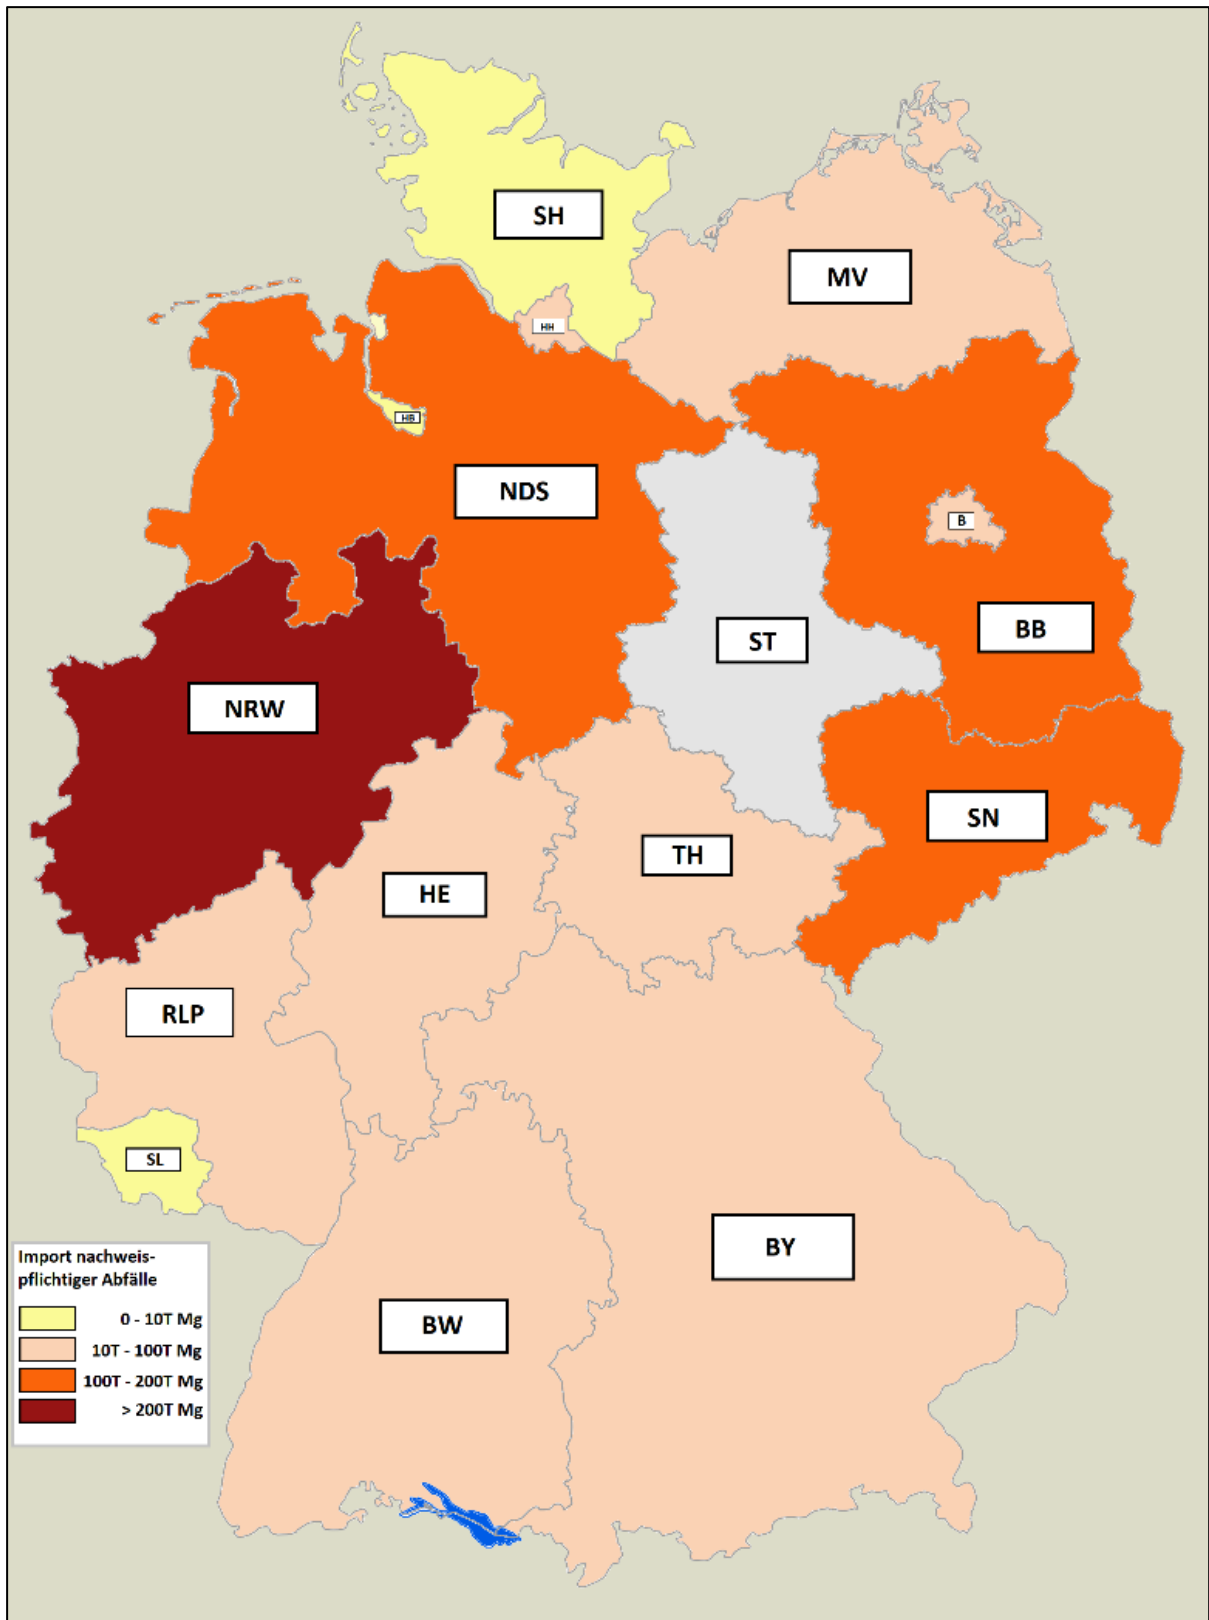 SH
MV
HH
HB
NDS
B
BB
ST
NRW
SN
TH
HE
RLP
SL
BY
BW
Import nachweis-
pflichtiger Abfälle
0 - 10T Mg
10T - 100T Mg
100T - 200T Mg
> 200T Mg